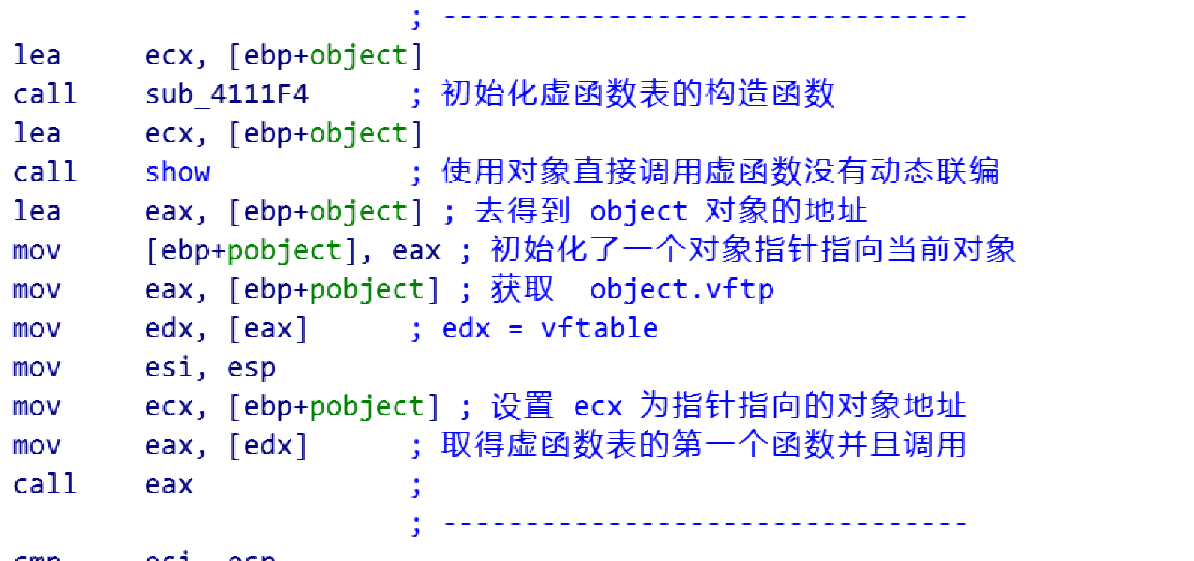 ; --------------------------------
lea     ecx, [ebp+object]
call    sub_4111F4      ; 初始化虚函数表的构造函数
lea     ecx, [ebp+object]
call    show            ; 使用对象直接调用虚函数没有动态联编
lea     eax, [ebp+object] ; 去得到 object 对象的地址
mov     [ebp+pobject], eax ; 初始化了一个对象指针指向当前对象
mov     eax, [ebp+pobject] ; 获取  object.vftp
mov     edx, [eax]      ; edx = vftable
mov     esi, esp
mov     ecx, [ebp+pobject] ; 设置 ecx 为指针指向的对象地址
mov     eax, [edx]      ; 取得虚函数表的第一个函数并且调用
call    eax             ;
; --------------------------------
cmp     esi, esp